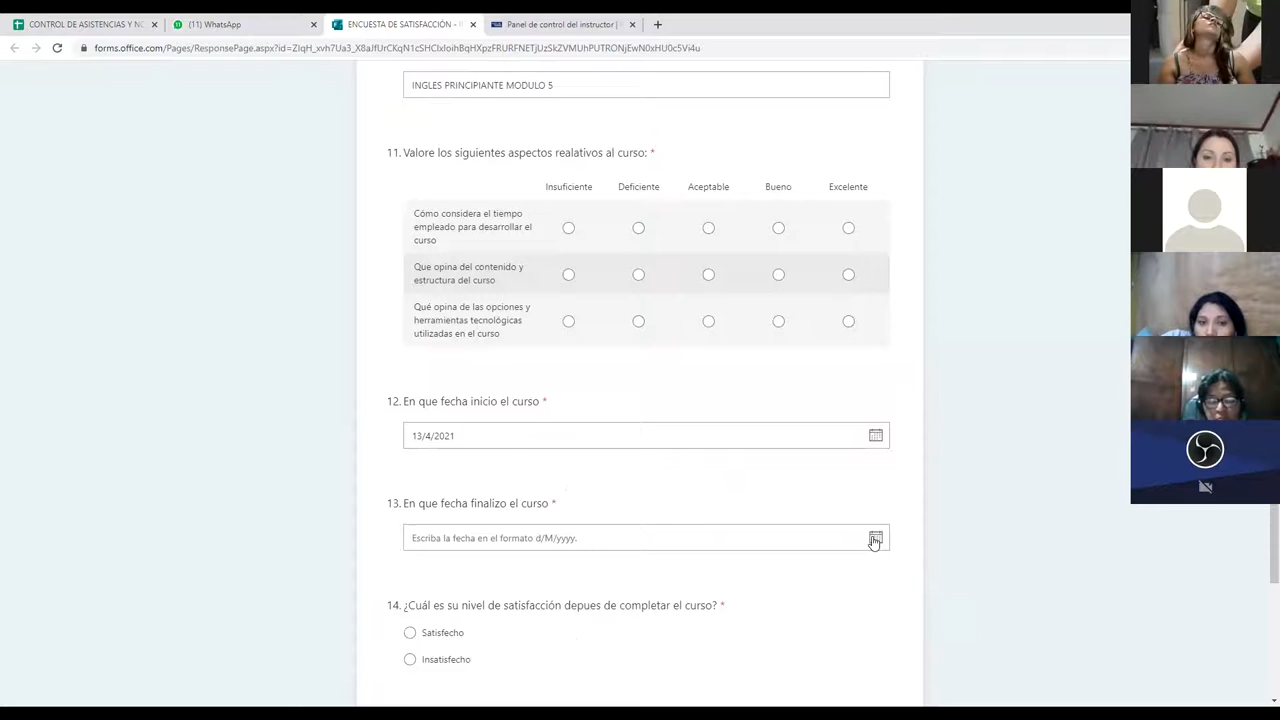 CONTROL DE ASISTENCIAS Y NO
(11) WhatsApp
ENCUESTA DE SATISFACCIÓN - I
Panel de control del instructor |
forms.office.com/Pages/ResponsePage.aspx?id=
INGLES PRINCIPIANTE MODULO 5
11. Valore los siguientes aspectos realativos al curso: *
Insuficiente Deficiente Aceptable Bueno Excelente
Cómo considera el tiempo
empleado para desarrollar el
curso
Que opina del contenido y
estructura del curso
Qué opina de las opciones y
herramientas tecnológicas
utilizadas en el curso
12. En que fecha inicio el curso *
13/4/2021
13. En que fecha finalizo el curso *
Escriba la fecha en el formato d/M/yyyy.
14. ¿Cuál es su nivel de satisfacción depues de completar el curso? *
Satisfecho
Insatisfecho